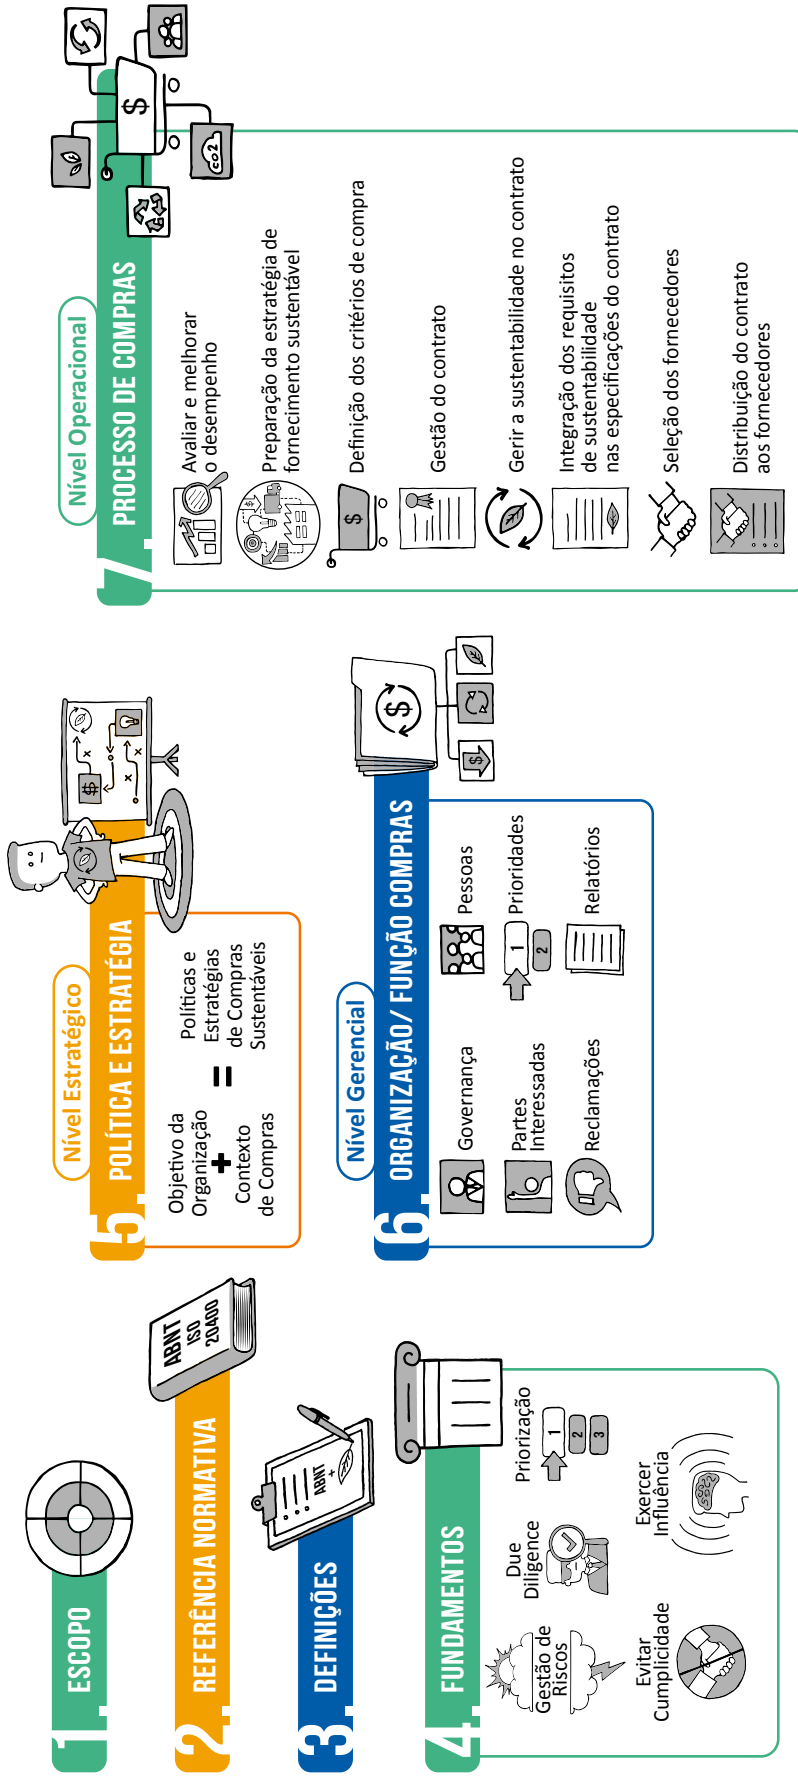 1. ESCOPO
2. REFERÊNCIA NORMATIVA
ABNT
ISO
20400
3. DEFINIÇÕES
ABNT
+
4. FUNDAMENTOS
Gestão de
Riscos
Due
Diligence
Priorização
1
2
3
Evitar
Cumplicidade
Exercer
Influência
Nível Estratégico
5. POLÍTICA E ESTRATÉGIA
$
x
x
x
Objetivo da
Organização
+
Contexto
de Compras
=
Políticas e
Estratégias
de Compras
Sustentáveis
Nível Gerencial
6. ORGANIZAÇÃO/ FUNÇÃO COMPRAS
$
$
Governança
Pessoas
Partes
Interessadas
1
2
Prioridades
Reclamações
Relatórios
Nível Operacional
7. PROCESSO DE COMPRAS
$
CO2
Avaliar e melhorar
o desempenho
Preparação da estratégia de
fornecimento sustentável
$
Definição dos critérios de compra
Gestão do contrato
Gerir a sustentabilidade no contrato
Integração dos requisitos
de sustentabilidade
nas especificações do contrato
Seleção dos fornecedores
Distribuição do contrato
aos fornecedores